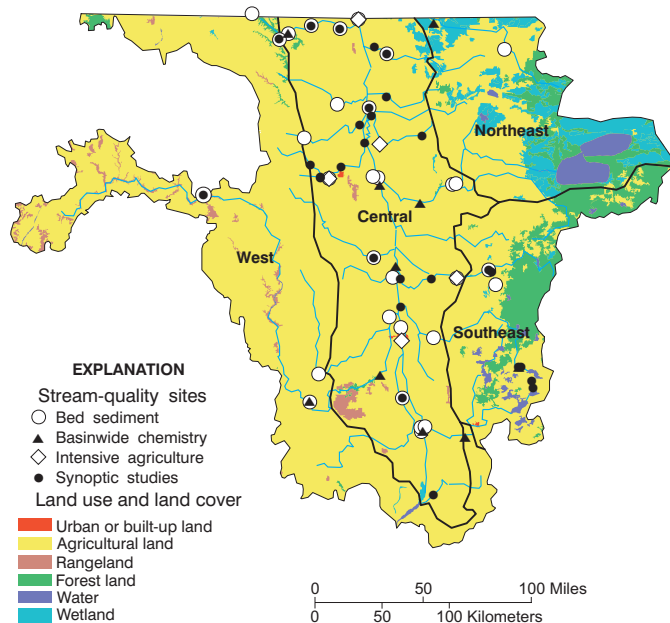 Northeast
Central
West
Southeast
EXPLANATION
Stream-quality sites
Bed sediment
Basinwide chemistry
Intensive agriculture
Synoptic studies
Land use and land cover
Urban or built-up land
Agricultural land
Rangeland
Forest land
Water
Wetland
0 50 100 Miles
0 50 100 Kilometers